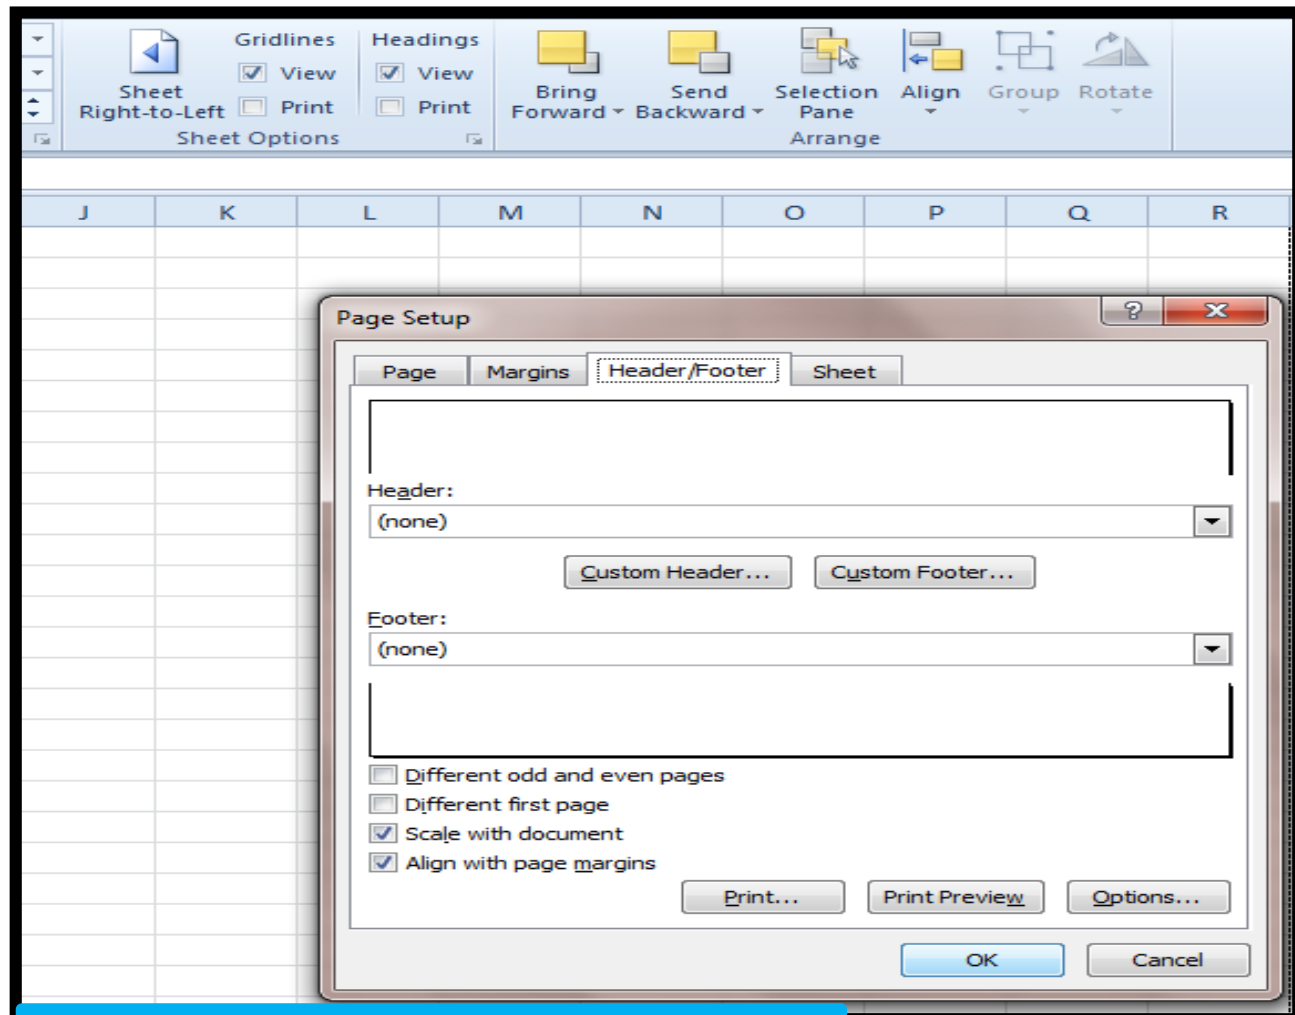 Gridlines Headings
View View
Sheet
Right-to-Left Print Print
Bring
Forward
Send
Backward
Selection
Pane
Align Group Rotate
Sheet Options Arrange
J K L M N O P Q R
Page Setup
Page Margins Header/Footer Sheet
Header:
(none)
Custom Header... Custom Footer...
Footer:
(none)
Different odd and even pages
Different first page
Scale with document
Align with page margins
Print... Print Preview Options...
OK Cancel